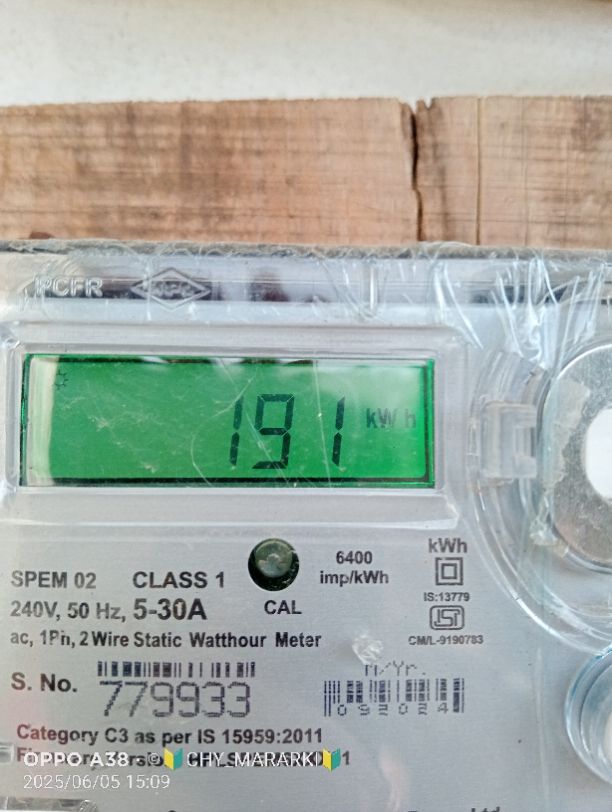 PCFR
191 kWh
SPEM 02 CLASS 1
6400
imp/kWh
kWh
240V, 50 Hz, 5-30A
CAL
IS:13779
ac, 1Ph, 2 Wire Static Watthour Meter
CM/L-9190783
S. No. 779933
M/Yr.
092024
Category C3 as per IS 15959:2011
OPPO A38 · © 🔰 CHY MARARKI 🔰
2025/06/05 15:09